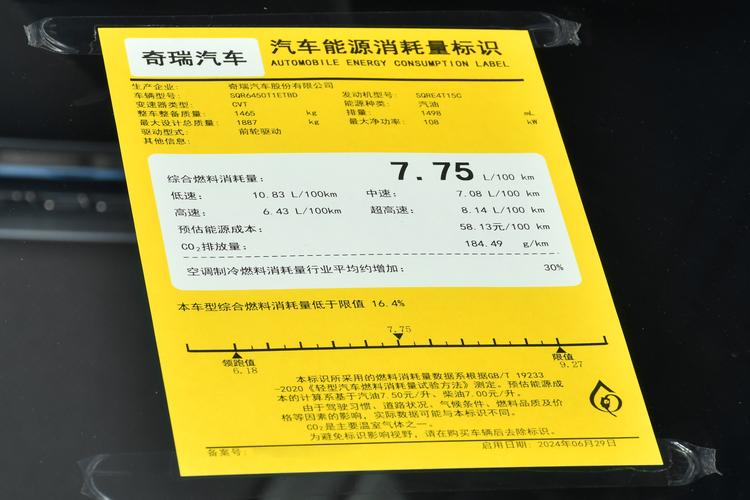 奇瑞汽车 汽车能源消耗量标识
AUTOMOBILE ENERGY CONSUMPTION LABEL
生产企业: 奇瑞汽车股份有限公司
车辆型号: SQR6450T1ETBD 发动机型号: SQRE4T15C
变速器类型: CVT 能源种类: 汽油
整车整备质量: 1465 kg 排量: 1498 mL
最大设计总质量: 1887 kg 最大净功率: 108 kW
驱动型式: 前轮驱动
其他信息:
综合燃料消耗量: 7.75 L/100 km
低速: 10.83 L/100km 中速: 7.08 L/100 km
高速: 6.43 L/100km 超高速: 8.14 L/100 km
预估能源成本: 58.13元/100 km
CO₂排放量: 184.49 g/km
空调制冷燃料消耗量行业平均约增加: 30%
本车型综合燃料消耗量低于限值 16.4%
7.75
领跑值 限值
6.18 9.27
本标识所采用的燃料消耗量数据系根据GB/T 19233
-2020《轻型汽车燃料消耗量试验方法》测定。预估能源成
本的计算系基于汽油7.50元/升、柴油7.00元/升。
由于驾驶习惯、道路状况、气候条件、燃料品质及价
格等因素的影响，实际数据可能与本标识不同。
CO₂是主要温室气体之一。
为避免标识影响视野，请在购买车辆后去除标识。
备案号: 启用日期: 2024年06月29日